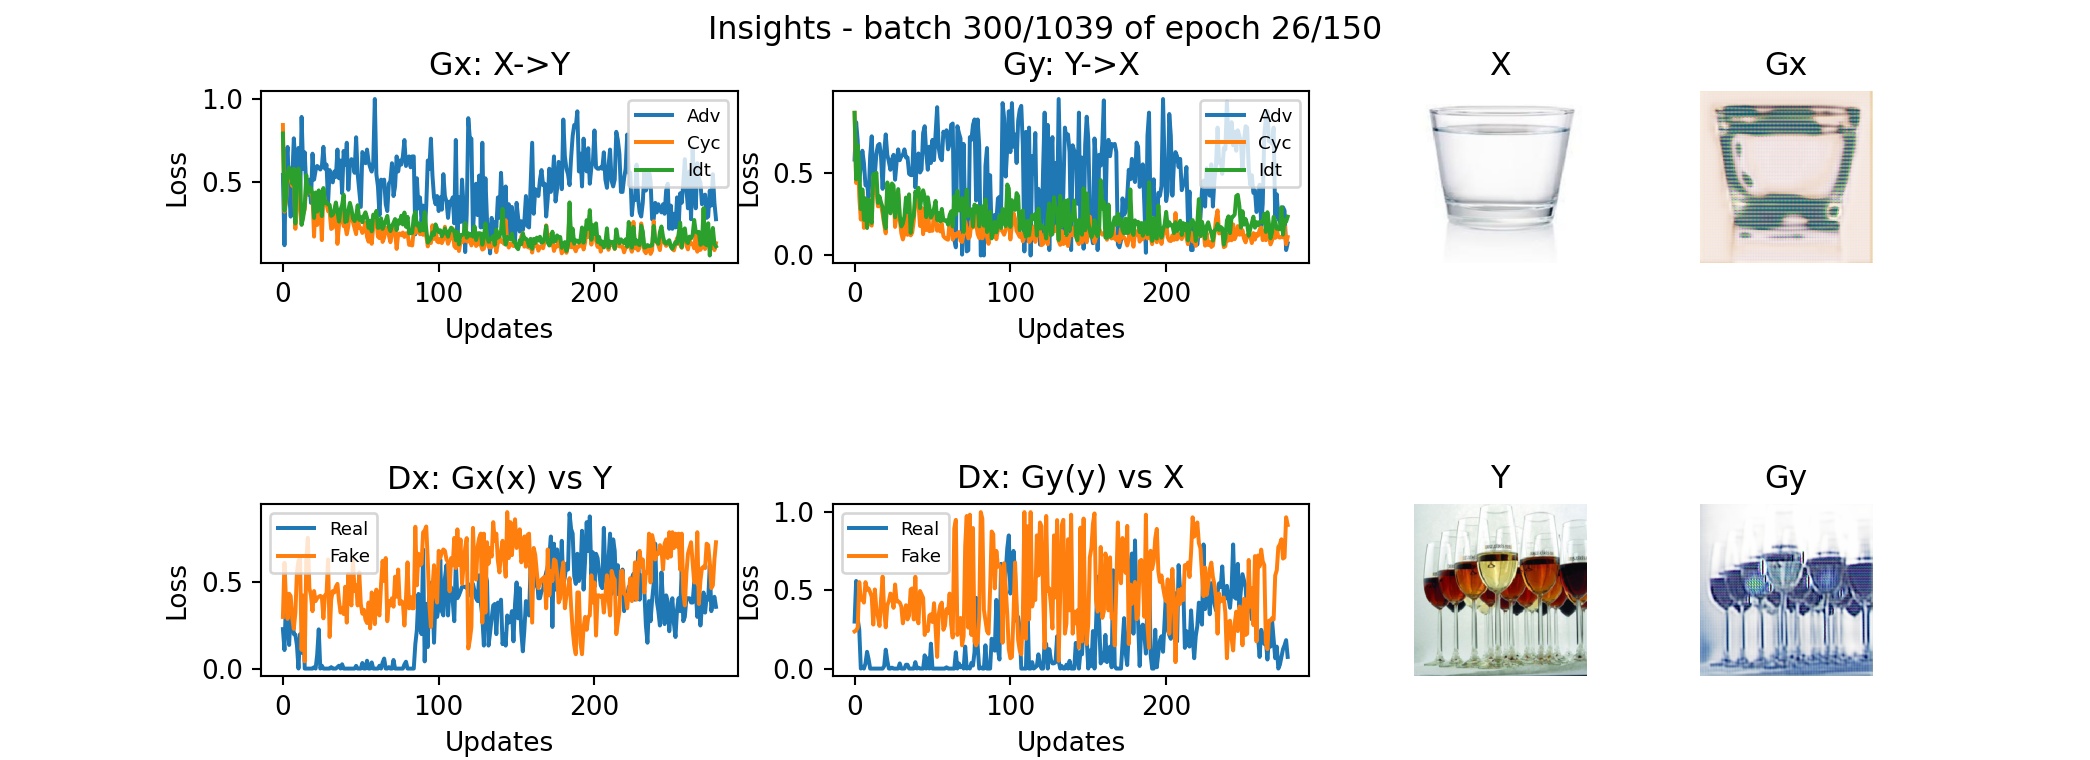 Insights - batch 300/1039 of epoch 26/150
Gx: X->Y
Loss
1.0
0.5
0
100
200
Updates
Adv
Cyc
Idt
Gy: Y->X
Loss
0.5
0.0
0
100
200
Updates
Adv
Cyc
Idt
X
Gx
Dx: Gx(x) vs Y
Loss
0.5
0.0
0
100
200
Updates
Real
Fake
Dx: Gy(y) vs X
Loss
1.0
0.5
0.0
0
100
200
Updates
Real
Fake
Y
Gy